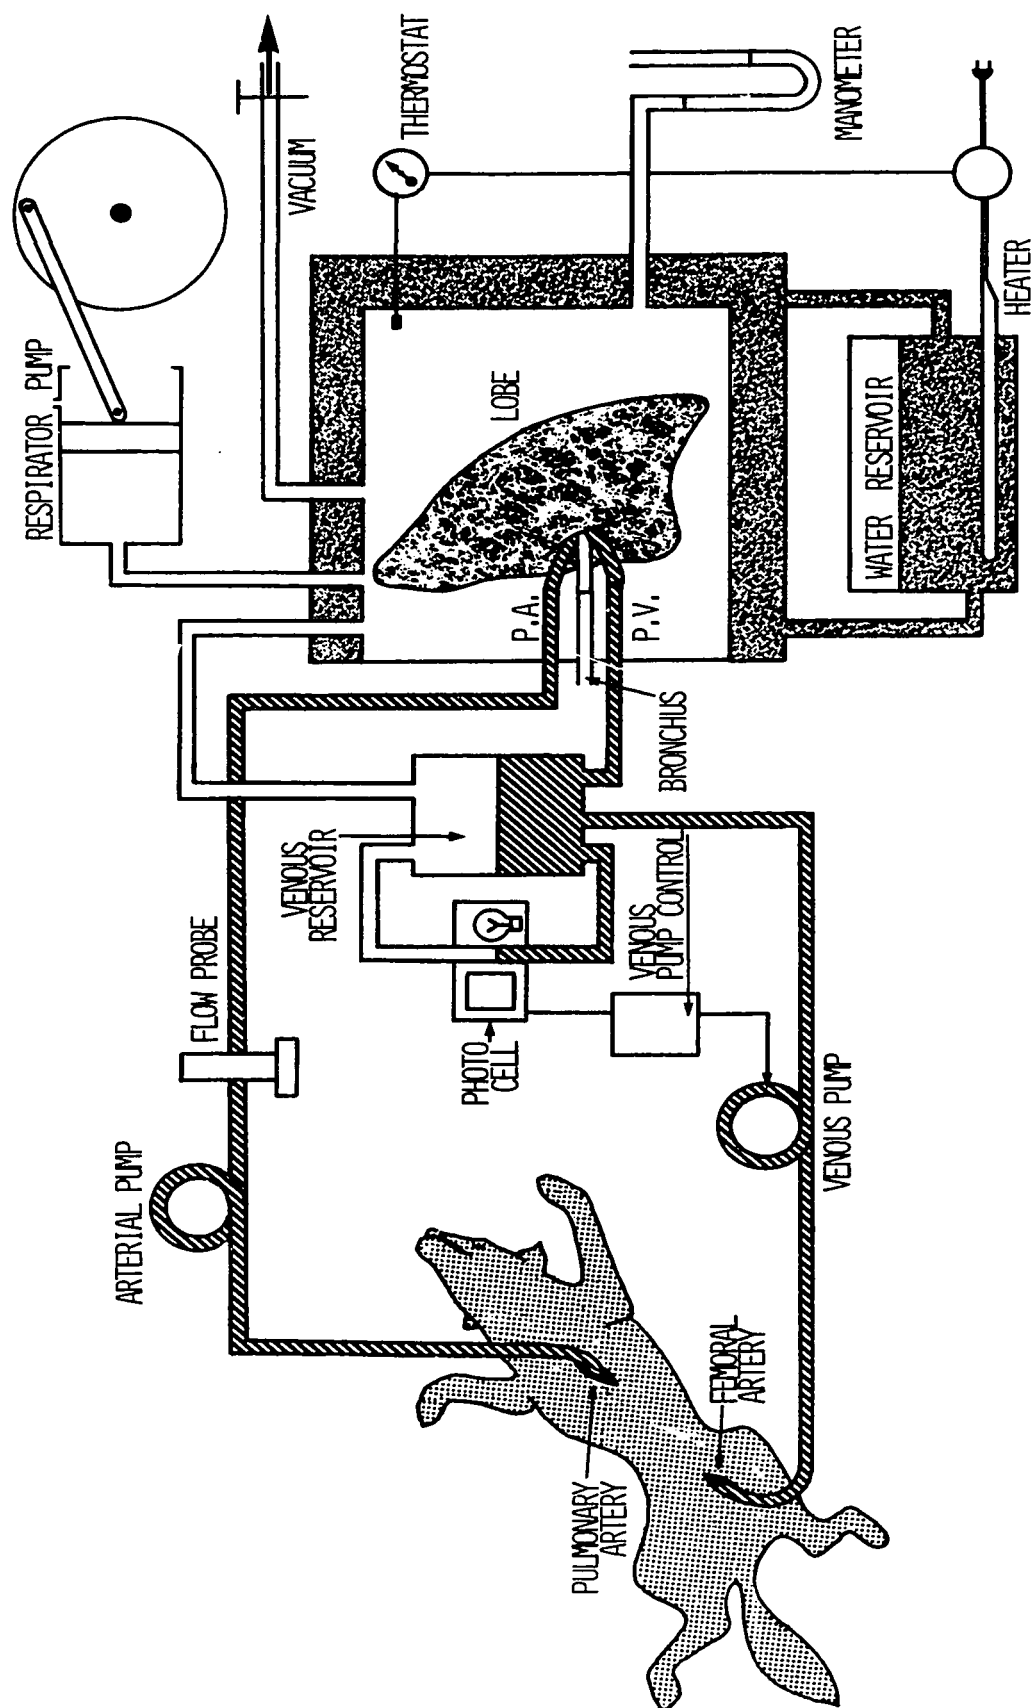 ARTERIAL PUMP
FLOW PROBE
RESPIRATOR PUMP
VACUUM
THERMOSTAT
MANOMETER
VENOUS
RESERVOIR
LOBE
P.A.
P.V.
BRONCHUS
PHOTO
CELL
VENOUS
PUMP CONTROL
WATER RESERVOIR
HEATER
PULMONARY
ARTERY
FEMORAL
ARTERY
VENOUS PUMP